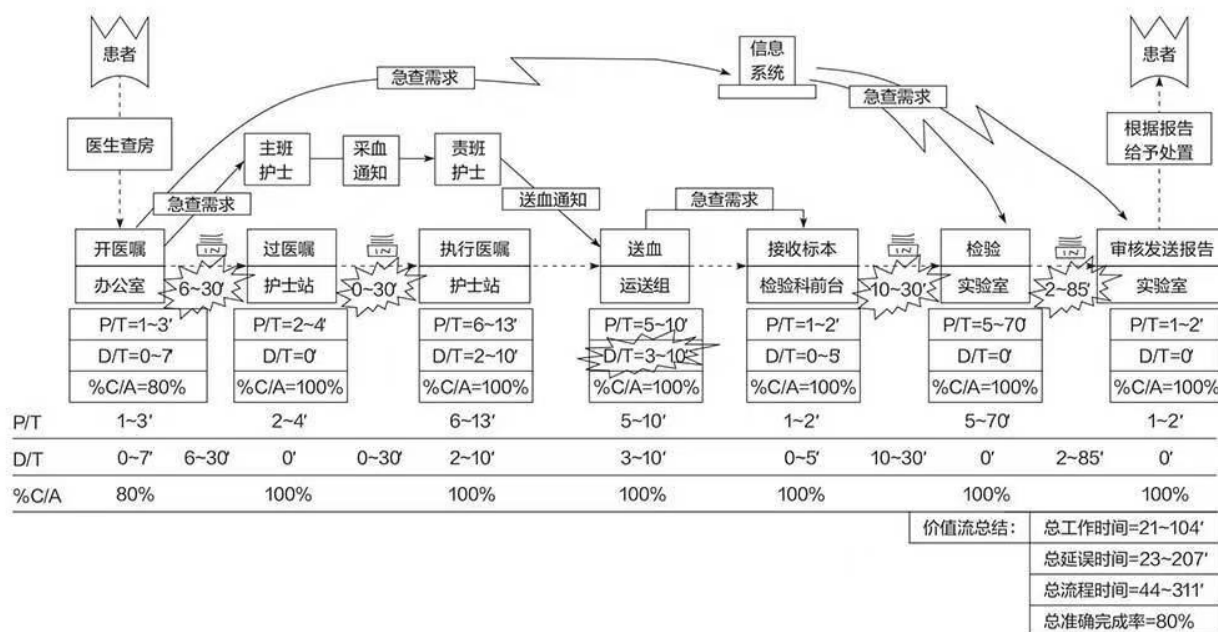 患者
信息
系统
患者
急查需求
急查需求
医生查房
主班
护士
采血
通知
责班
护士
根据报告
给予处置
急查需求
送血通知
急查需求
开医嘱
过医嘱
执行医嘱
送血
接收标本
检验
审核发送报告
办公室
6~30′
护士站
0~30′
护士站
运送组
检验科前台
10~30′
实验室
2~85′
实验室
P/T=1~3′
P/T=2~4′
P/T=6~13′
P/T=5~10′
P/T=1~2′
P/T=5~70′
P/T=1~2′
D/T=0~7′
D/T=0′
D/T=2~10′
D/T=3~10′
D/T=0~5′
D/T=0′
D/T=0′
%C/A=80%
%C/A=100%
%C/A=100%
%C/A=100%
%C/A=100%
%C/A=100%
%C/A=100%
P/T 1~3′ 2~4′ 6~13′ 5~10′ 1~2′ 5~70′ 1~2′
D/T 0~7′ 6~30′ 0′ 0~30′ 2~10′ 3~10′ 0~5′ 10~30′ 0′ 2~85′ 0′
%C/A 80% 100% 100% 100% 100% 100% 100%
价值流总结： 总工作时间=21~104′
总延误时间=23~207′
总流程时间=44~311′
总准确完成率=80%